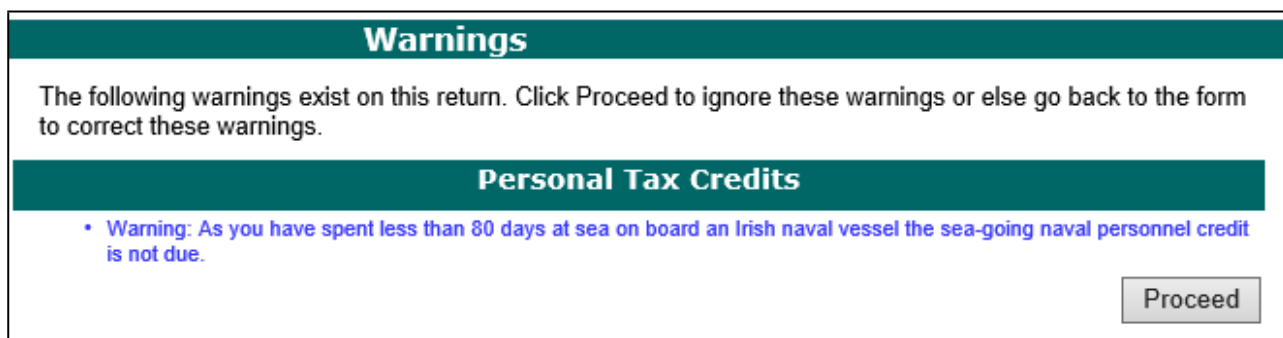 Warnings
The following warnings exist on this return. Click Proceed to ignore these warnings or else go back to the form
to correct these warnings.
Personal Tax Credits
• Warning: As you have spent less than 80 days at sea on board an Irish naval vessel the sea-going naval personnel credit
is not due.
Proceed